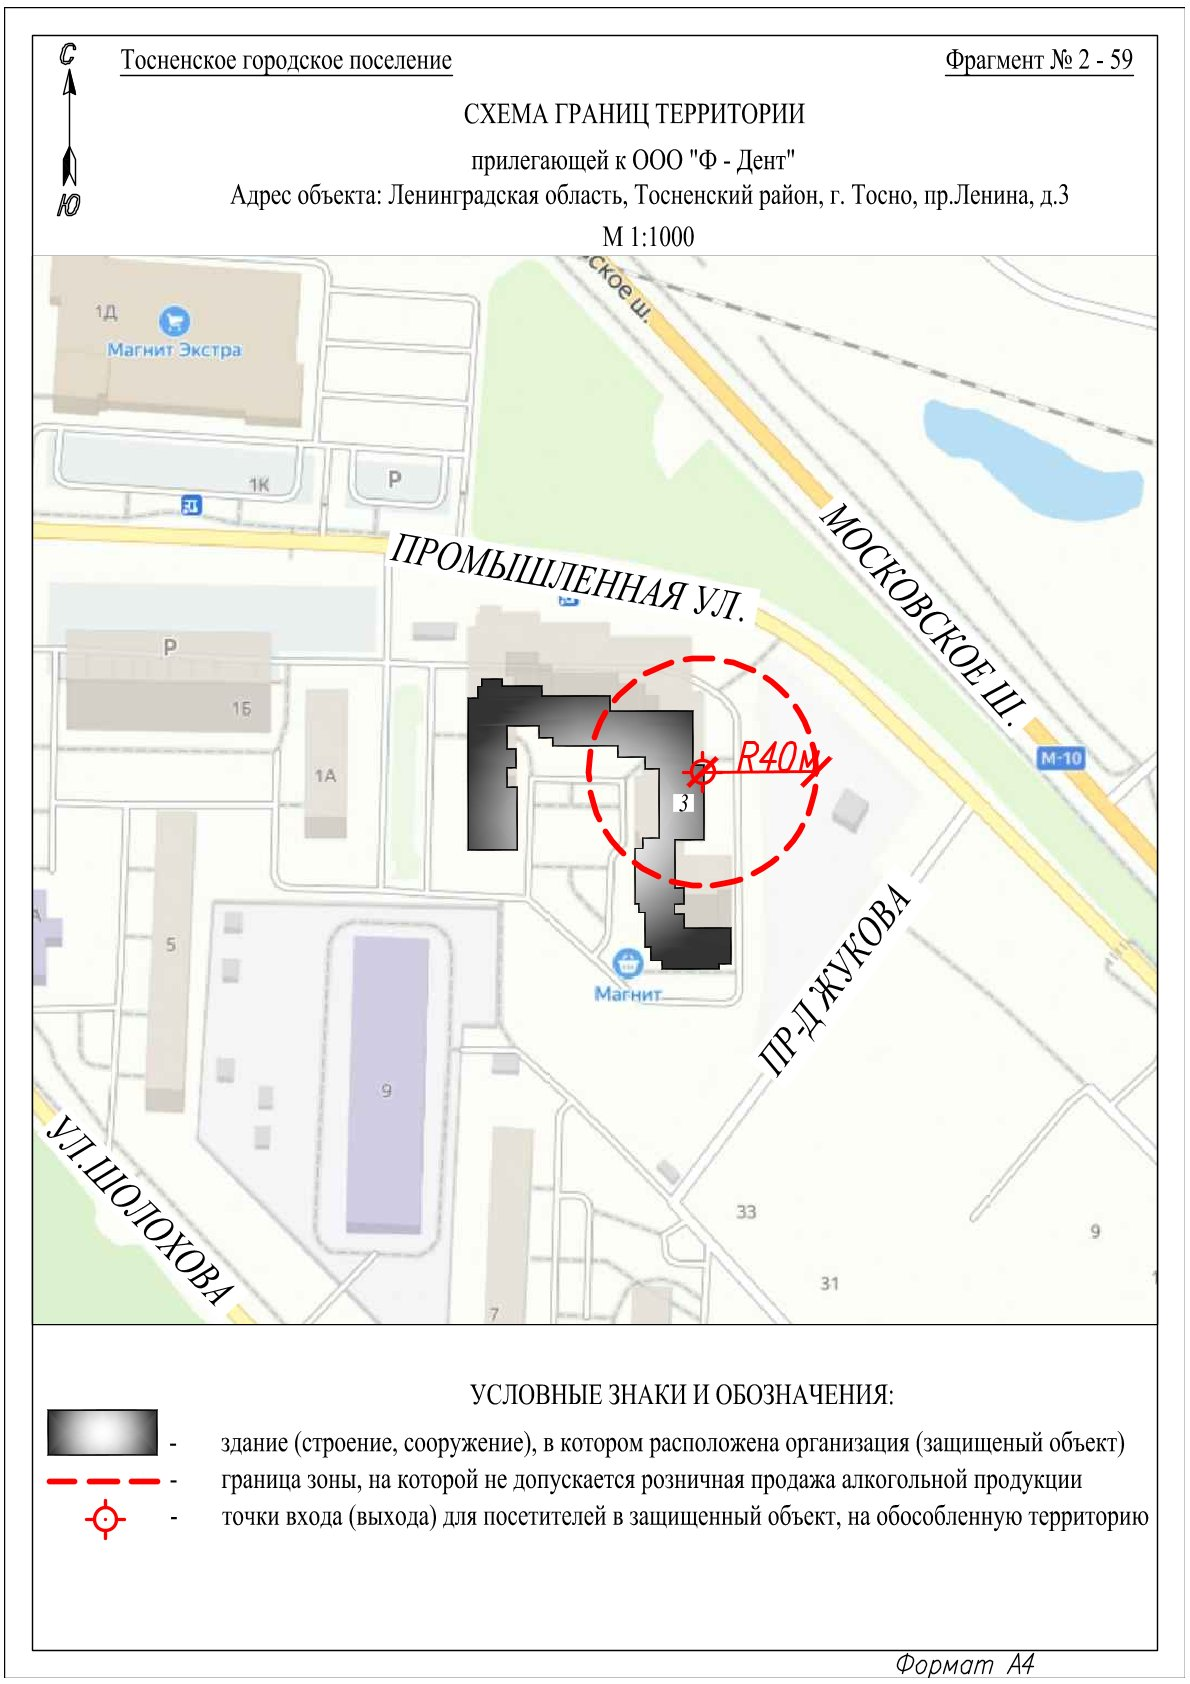 С
Тосненское городское поселение
Фрагмент № 2 - 59
СХЕМА ГРАНИЦ ТЕРРИТОРИИ
прилегающей к ООО "Ф - Дент"
Адрес объекта: Ленинградская область, Тосненский район, г. Тосно, пр.Ленина, д.3
Ю
М 1:1000
ское ш.
1Д
Магнит Экстра
1К
P
ПРОМЫШЛЕННАЯ УЛ.
МОСКОВСКОЕ Ш.
P
1Б
1А
М-10
R40м
3
5
ПР-Д ЖУКОВА
Магнит
9
УЛ.ШОЛОХОВА
33
9
31
7
УСЛОВНЫЕ ЗНАКИ И ОБОЗНАЧЕНИЯ:
- здание (строение, сооружение), в котором расположена организация (защищеный объект)
- граница зоны, на которой не допускается розничная продажа алкогольной продукции
- точки входа (выхода) для посетителей в защищенный объект, на обособленную территорию
Формат А4